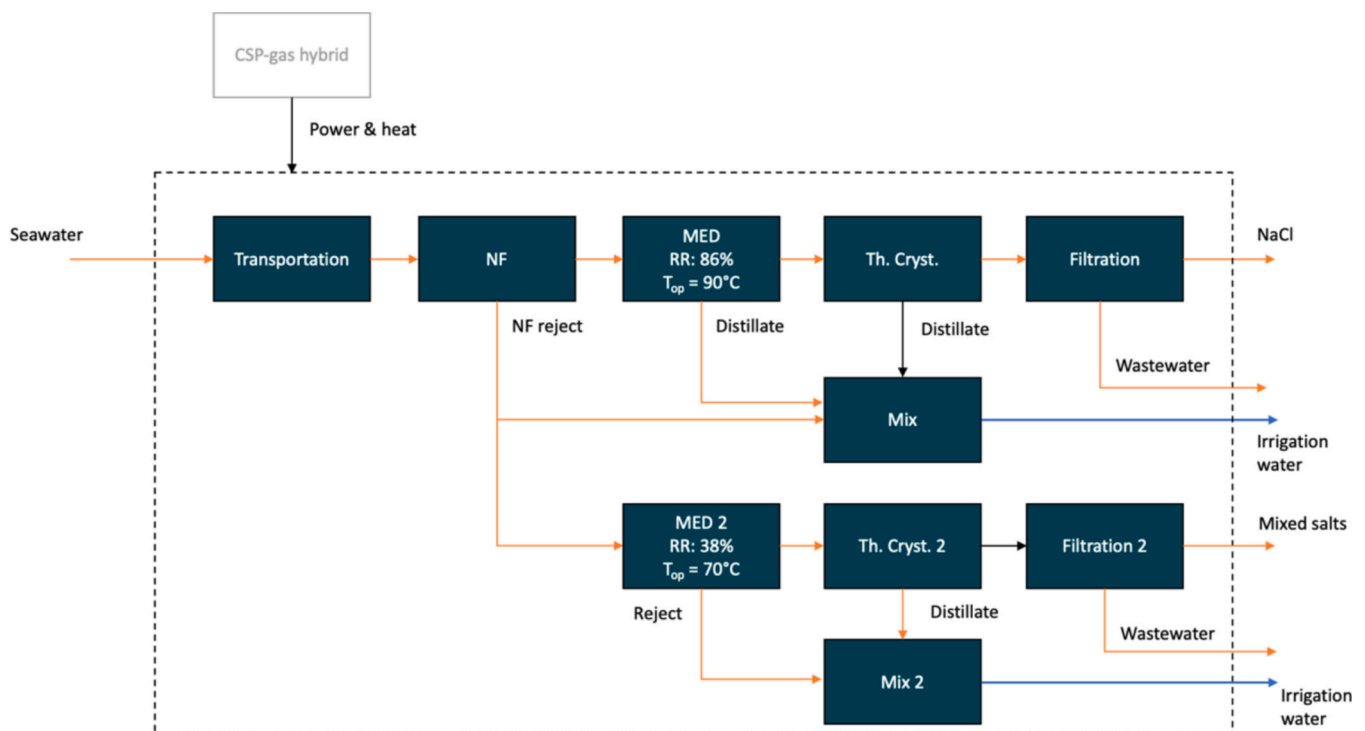 CSP-gas hybrid
Power & heat
Seawater
Transportation
NF
MED
RR: 86%
Top = 90°C
Th. Cryst.
Filtration
NaCl
NF reject
Distillate
Distillate
Wastewater
Mix
Irrigation
water
MED 2
RR: 38%
Top = 70°C
Th. Cryst. 2
Filtration 2
Mixed salts
Reject
Distillate
Wastewater
Mix 2
Irrigation
water